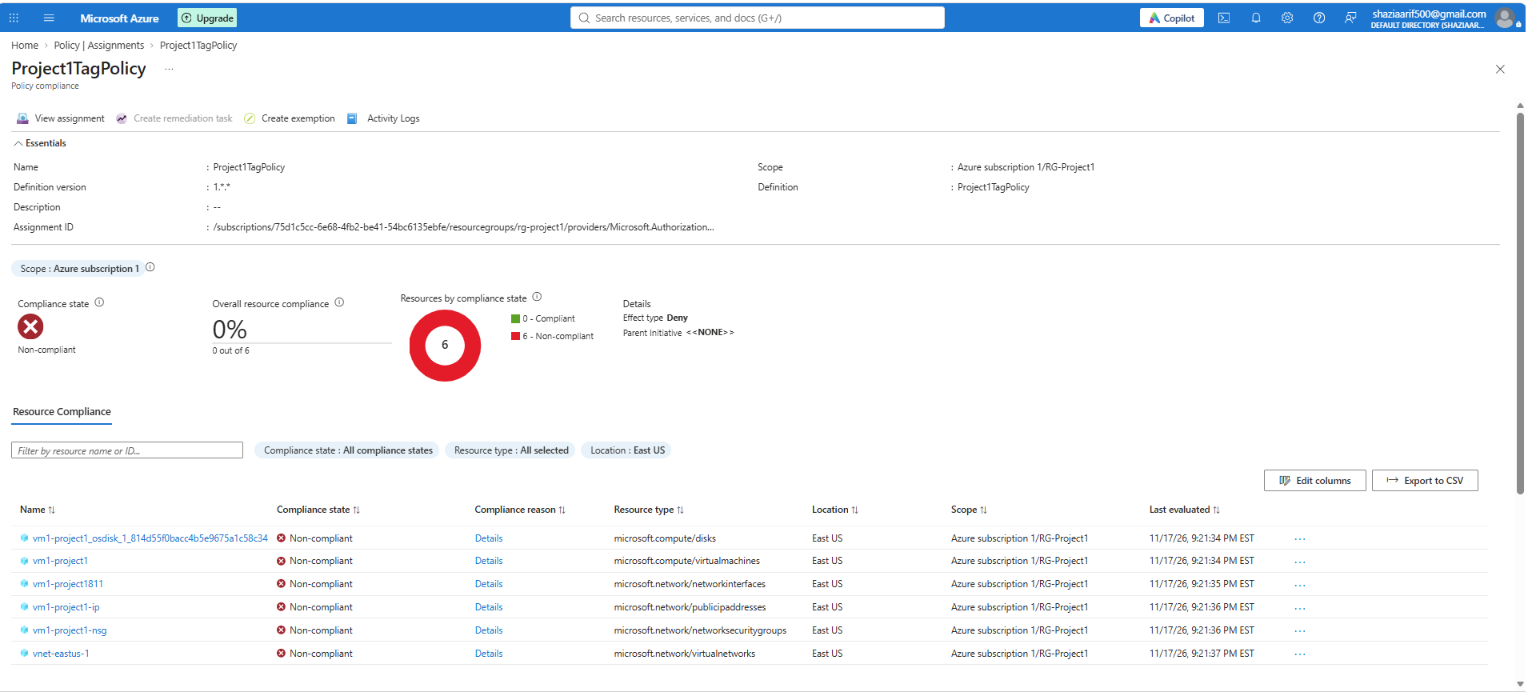 Microsoft Azure Upgrade Search resources, services, and docs (G+/) Copilot shaziaarif500@gmail.com
DEFAULT DIRECTORY (SHAZIAAR...
Home > Policy | Assignments > Project1TagPolicy
Project1TagPolicy ...
Policy compliance
View assignment Create remediation task Create exemption Activity Logs
Essentials
Name : Project1TagPolicy Scope : Azure subscription 1/RG-Project1
Definition version : 1.*.* Definition : Project1TagPolicy
Description : --
Assignment ID : /subscriptions/75d1c5cc-6e68-4fb2-be41-54bc6135ebfe/resourcegroups/rg-project1/providers/Microsoft.Authorization...
Scope : Azure subscription 1
Compliance state Overall resource compliance Resources by compliance state Details
0% 6 0 - Compliant Effect type Deny
Non-compliant 0 out of 6 6 - Non-compliant Parent Initiative <<NONE>>
Resource Compliance
Filter by resource name or ID... Compliance state : All compliance states Resource type : All selected Location : East US
Edit columns Export to CSV
Name Compliance state Compliance reason Resource type Location Scope Last evaluated
vm1-project1_osdisk_1_814d55f0bacc4b5e9675a1c58c34 Non-compliant Details microsoft.compute/disks East US Azure subscription 1/RG-Project1 11/17/26, 9:21:34 PM EST ...
vm1-project1 Non-compliant Details microsoft.compute/virtualmachines East US Azure subscription 1/RG-Project1 11/17/26, 9:21:34 PM EST ...
vm1-project1811 Non-compliant Details microsoft.network/networkinterfaces East US Azure subscription 1/RG-Project1 11/17/26, 9:21:35 PM EST ...
vm1-project1-ip Non-compliant Details microsoft.network/publicipaddresses East US Azure subscription 1/RG-Project1 11/17/26, 9:21:36 PM EST ...
vm1-project1-nsg Non-compliant Details microsoft.network/networksecuritygroups East US Azure subscription 1/RG-Project1 11/17/26, 9:21:36 PM EST ...
vnet-eastus-1 Non-compliant Details microsoft.network/virtualnetworks East US Azure subscription 1/RG-Project1 11/17/26, 9:21:37 PM EST ...